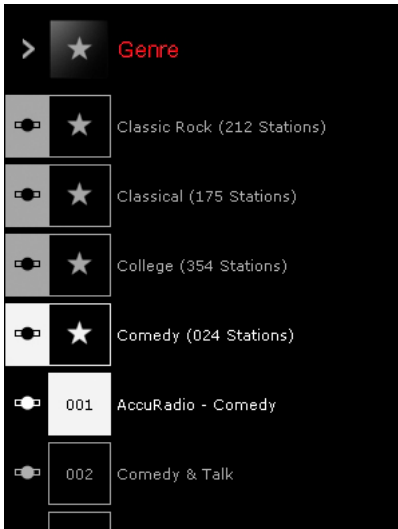 Genre
Classic Rock (212 Stations)
Classical (175 Stations)
College (354 Stations)
Comedy (024 Stations)
001 AccuRadio - Comedy
002 Comedy & Talk